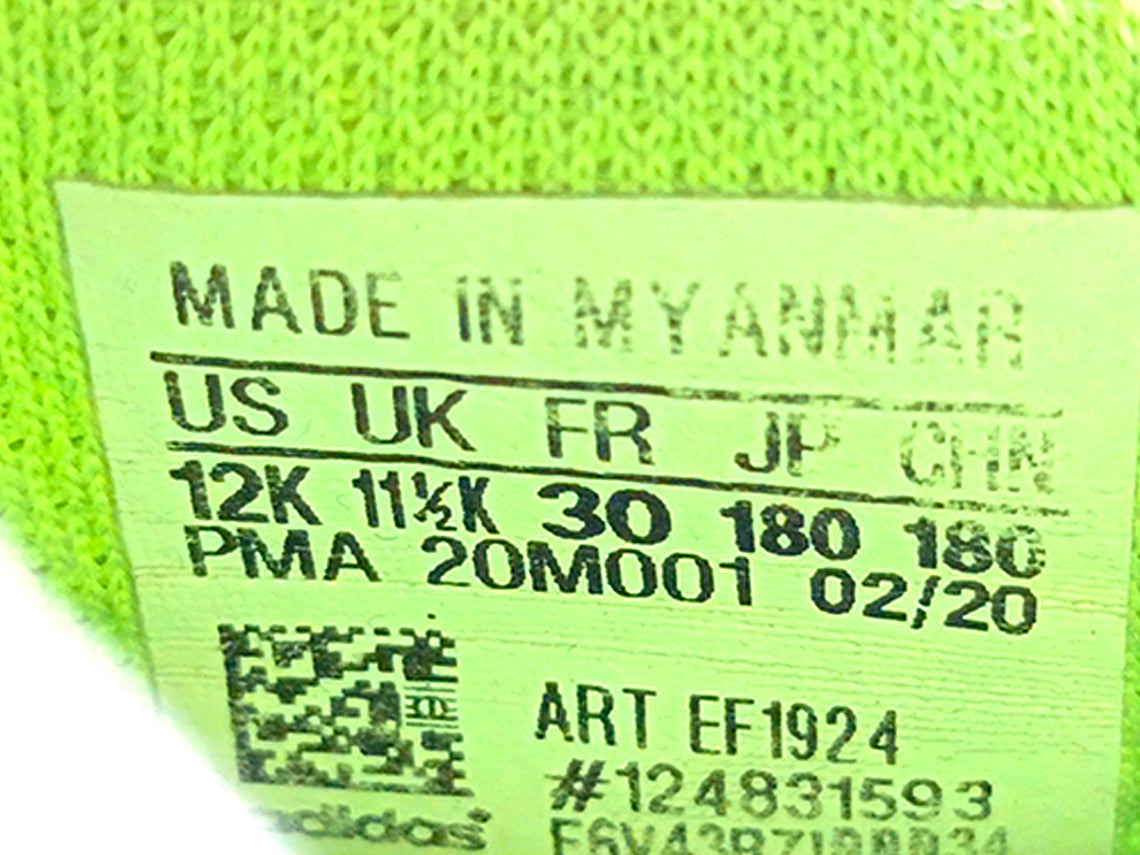 MADE IN MYANMAR
US UK FR JP CHN
12K 11½K 30 180 180
PMA 20M001 02/20
ART EF1924
#124831593
adidas